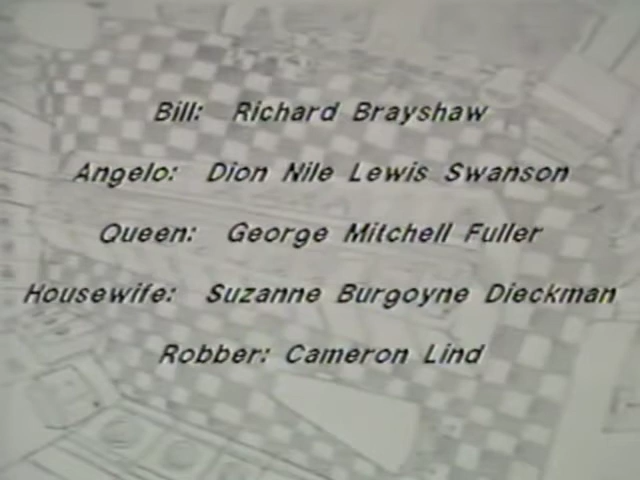 Bill: Richard Brayshaw
Angelo: Dion Nile Lewis Swanson
Queen: George Mitchell Fuller
Housewife: Suzanne Burgoyne Dieckman
Robber: Cameron Lind